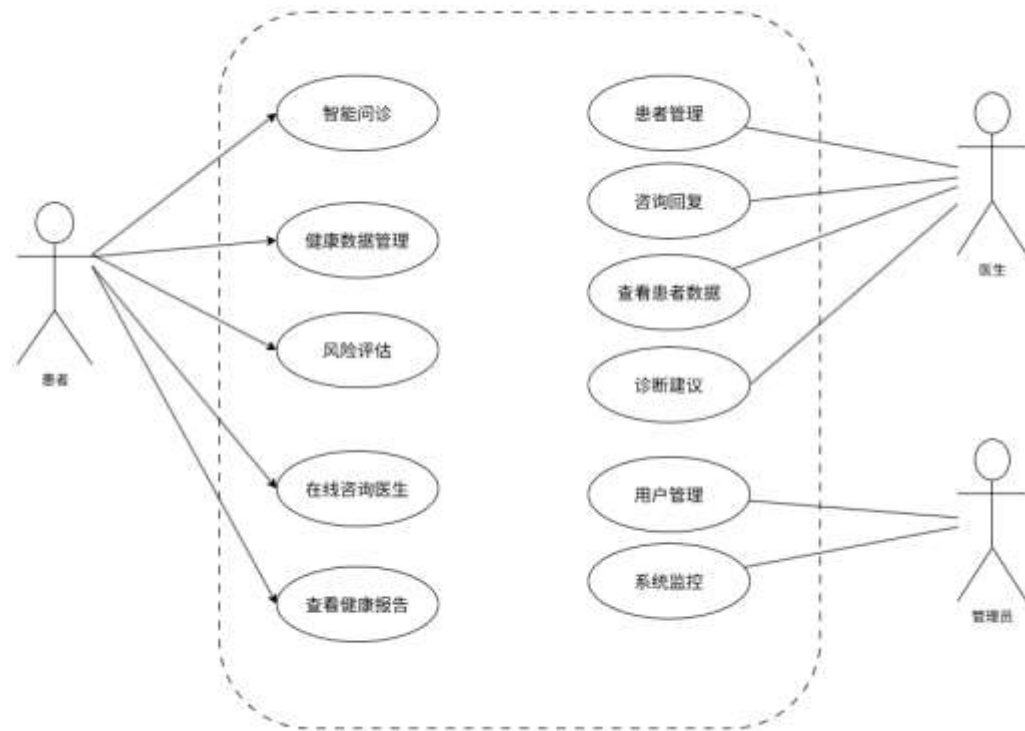 智能问诊
健康数据管理
风险评估
在线咨询医生
查看健康报告
患者
患者管理
咨询回复
查看患者数据
诊断建议
用户管理
系统监控
医生
管理员